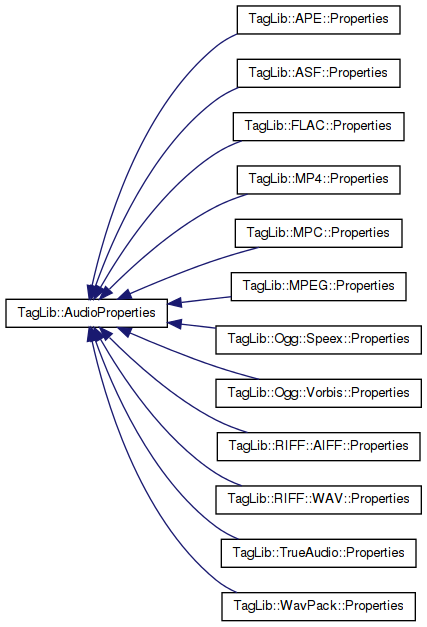 TagLib::APE::Properties
TagLib::ASF::Properties
TagLib::FLAC::Properties
TagLib::MP4::Properties
TagLib::MPC::Properties
TagLib::MPEG::Properties
TagLib::AudioProperties
TagLib::Ogg::Speex::Properties
TagLib::Ogg::Vorbis::Properties
TagLib::RIFF::AIFF::Properties
TagLib::RIFF::WAV::Properties
TagLib::TrueAudio::Properties
TagLib::WavPack::Properties